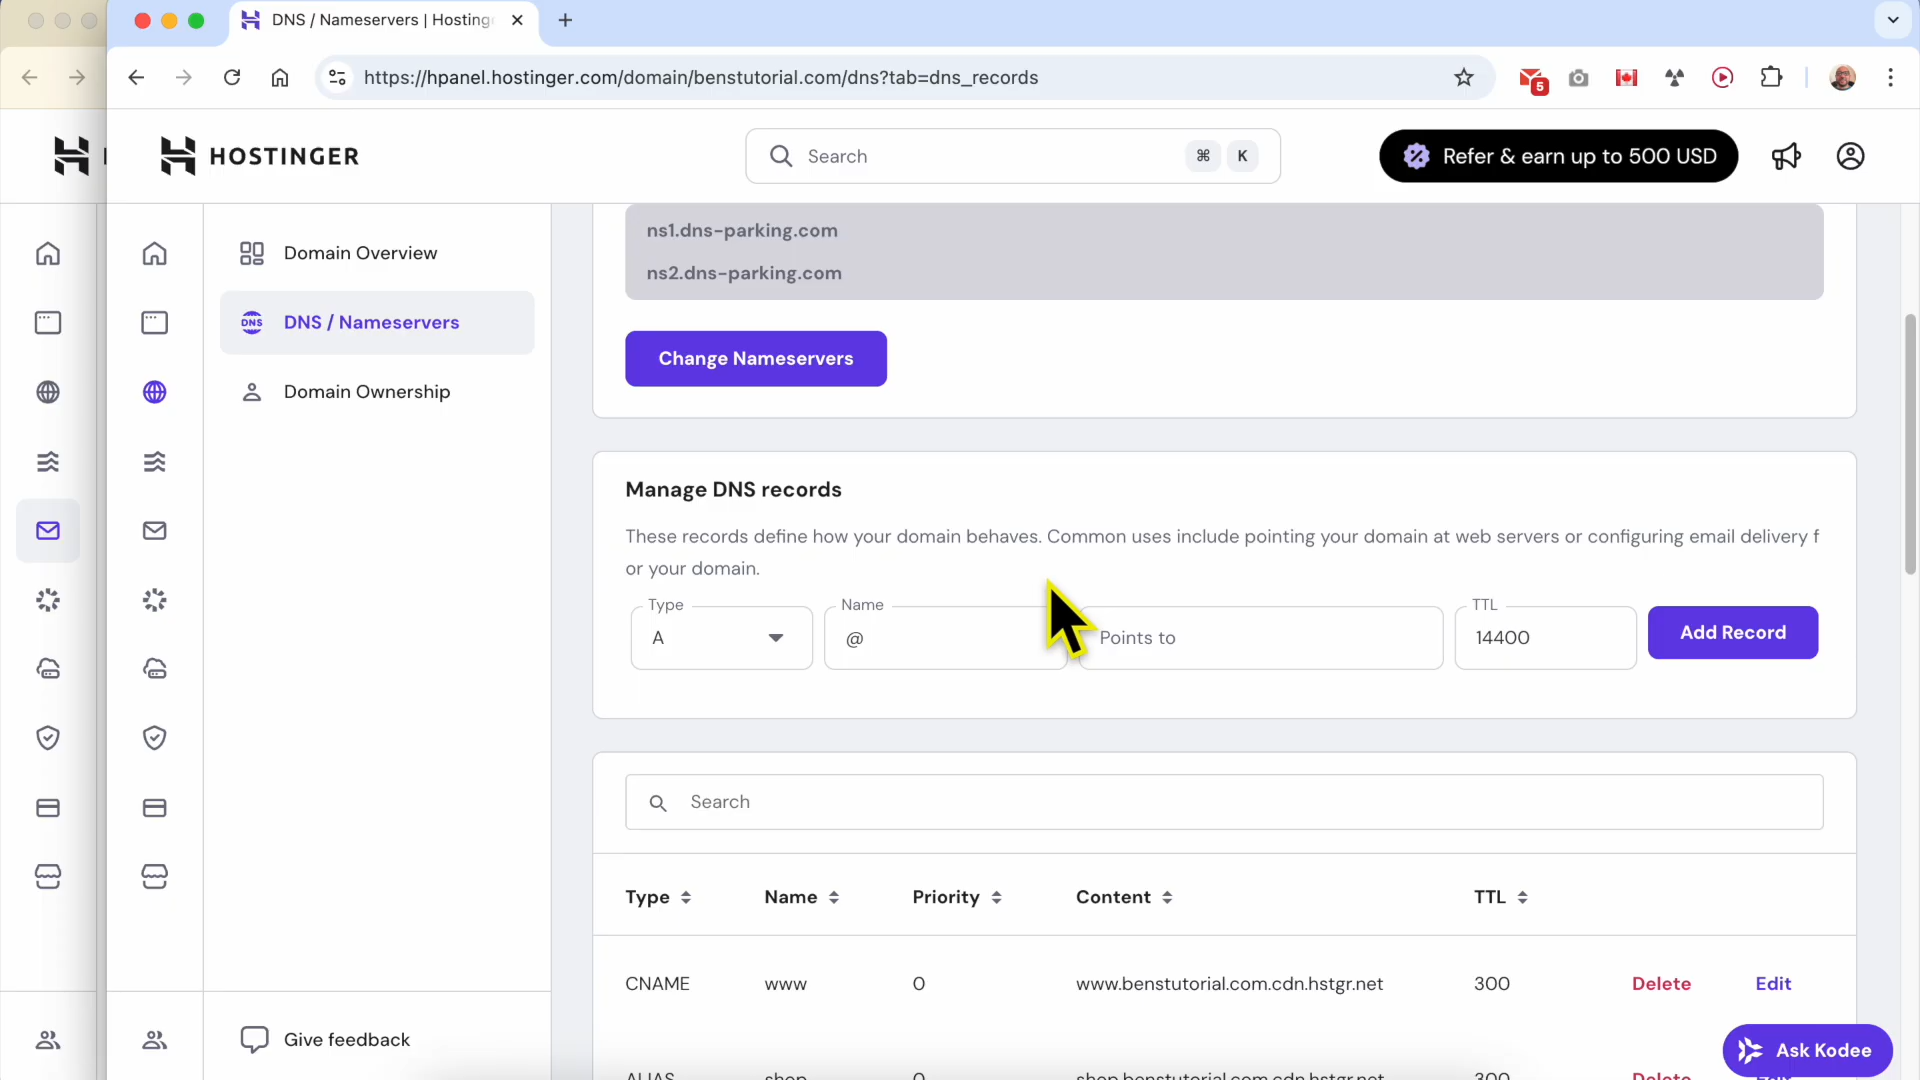 DNS / Nameservers | Hosting
https://hpanel.hostinger.com/domain/benstutorial.com/dns?tab=dns_records
5
HOSTINGER
Search
⌘ K
Refer & earn up to 500 USD
Domain Overview
DNS DNS / Nameservers
Domain Ownership
Give feedback
ns1.dns-parking.com
ns2.dns-parking.com
Change Nameservers
Manage DNS records
These records define how your domain behaves. Common uses include pointing your domain at web servers or configuring email delivery f
or your domain.
Type Name TTL
A @ Points to 14400 Add Record
Search
Type Name Priority Content TTL
CNAME www 0 www.benstutorial.com.cdn.hstgr.net 300 Delete Edit
ALIAS shop 0 shop.benstutorial.com.cdn.hstgr.net 300 Delete Edit
Ask Kodee